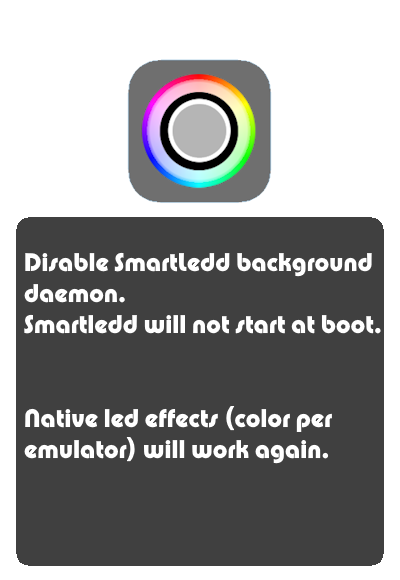 Disable SmartLedd background
daemon.
Smartledd will not start at boot.
Native led effects (color per
emulator) will work again.